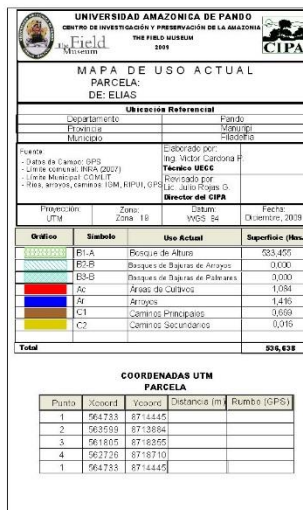 UNIVERSIDAD AMAZONICA DE PANDO
CENTRO DE INVESTIGACIÓN Y PRESERVACIÓN DE LA AMAZONIA
THE FIELD MUSEUM
2009
The Field Museum
CIPA
MAPA DE USO ACTUAL
PARCELA:
DE: ELIAS
Ubicación Referencial
Departamento Pando
Provincia Manuripi
Municipio Filadelfia
Fuente:
- Datos de Campo: GPS
- Límite comunal: INRA (2007)
- Límite Municipal: COMLIT
- Ríos, arroyos, caminos: IGM, RIPUI, GPS
Elaborado por:
Ing. Victor Cardona P.
Técnico UEGC
Revisado por:
Lic. Julio Rojas G.
Director del CIPA
Proyección: UTM
Zona: Zona 19
Datum: WGS 84
Fecha: Diciembre, 2009
Gráfico Símbolo Uso Actual Superficie (Has.
B1-A Bosque de Altura 533,455
B2-B Bosques de Bajuras de Arroyos 0,000
B3-B Bosques de Bajuras de Palmares 0,000
Ac Áreas de Cultivos 1,084
Ar Arroyos 1,416
C1 Caminos Principales 0,669
C2 Caminos Secundarios 0,016
Total 536,638
COORDENADAS UTM
PARCELA
Punto Xcoord Ycoord Distancia (m) Rumbo (GPS)
1 564733 8714445
2 563599 8713884
3 561805 8718355
4 562726 8718710
1 564733 8714445